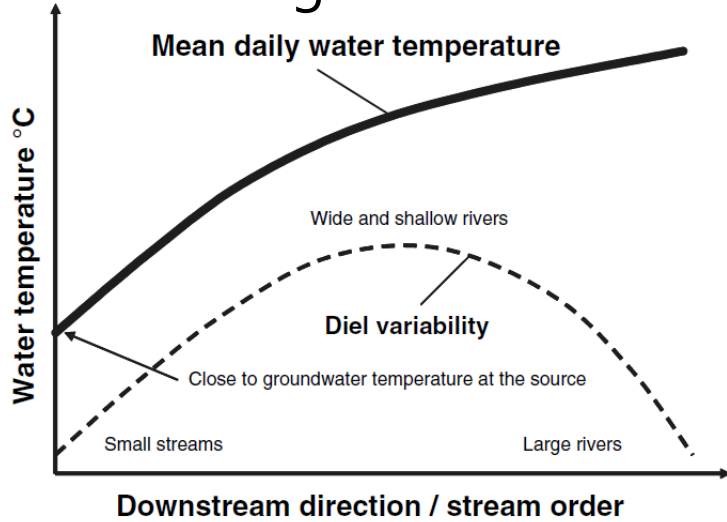 Mean daily water temperature
Water temperature °C
Wide and shallow rivers
Diel variability
Close to groundwater temperature at the source
Small streams
Large rivers
Downstream direction / stream order